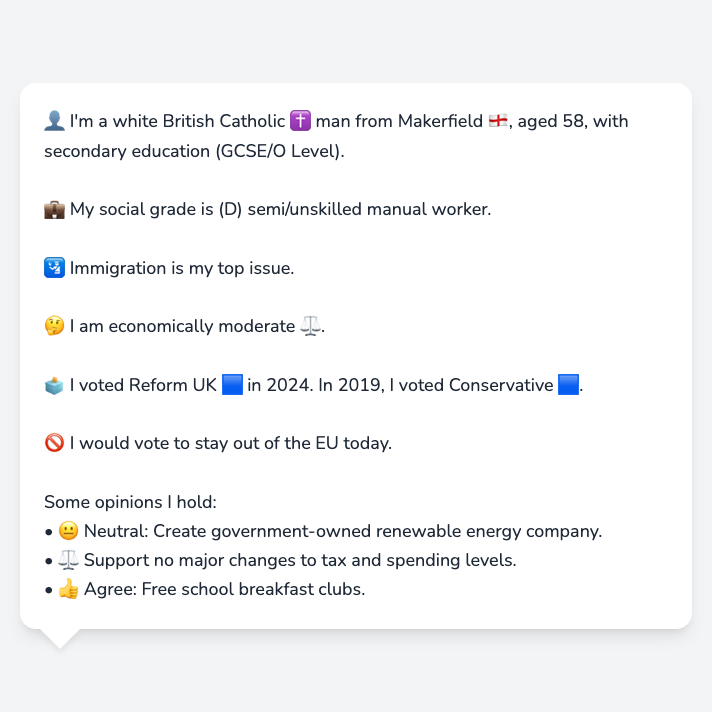 👤 I'm a white British Catholic ✝️ man from Makerfield 🏴󠁧󠁢󠁥󠁮󠁧󠁿, aged 58, with
secondary education (GCSE/O Level).
💼 My social grade is (D) semi/unskilled manual worker.
🛂 Immigration is my top issue.
🤔 I am economically moderate ⚖️.
🗳️ I voted Reform UK 🟦 in 2024. In 2019, I voted Conservative 🟦.
🚫 I would vote to stay out of the EU today.
Some opinions I hold:
• 😐 Neutral: Create government-owned renewable energy company.
• ⚖️ Support no major changes to tax and spending levels.
• 👍 Agree: Free school breakfast clubs.